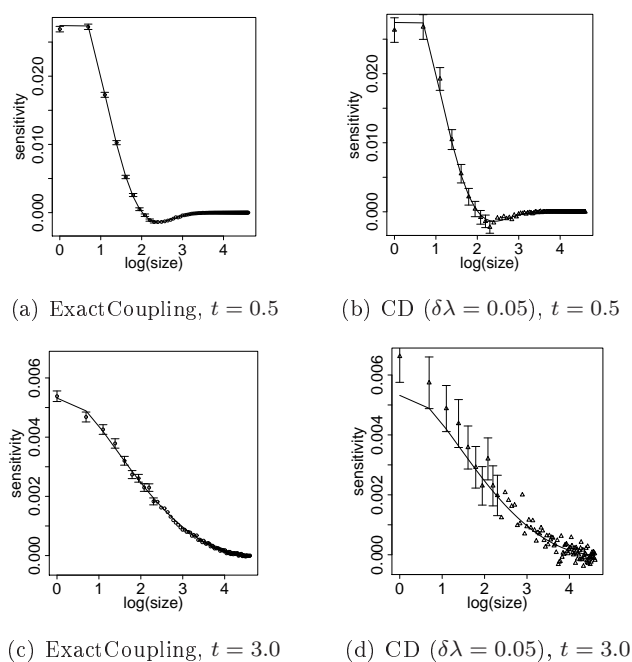 sensitivity
0.020
0.010
0.000
0 1 2 3 4
log(size)
(a) ExactCoupling, t = 0.5
sensitivity
0.020
0.010
0.000
0 1 2 3 4
log(size)
(b) CD (δλ = 0.05), t = 0.5
sensitivity
0.006
0.004
0.002
0.000
0 1 2 3 4
log(size)
(c) ExactCoupling, t = 3.0
sensitivity
0.006
0.004
0.002
0.000
0 1 2 3 4
log(size)
(d) CD (δλ = 0.05), t = 3.0